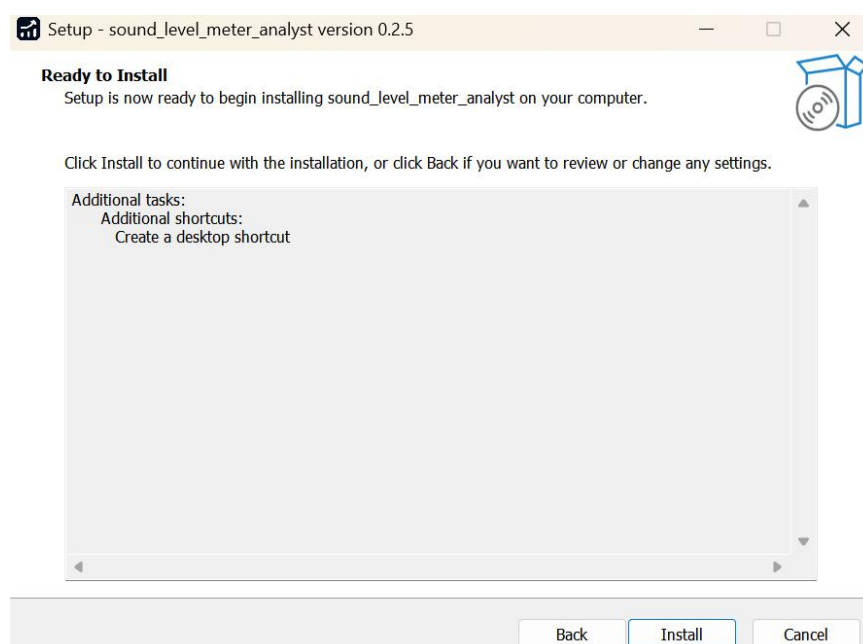 Setup - sound_level_meter_analyst version 0.2.5
Ready to Install
Setup is now ready to begin installing sound_level_meter_analyst on your computer.
Click Install to continue with the installation, or click Back if you want to review or change any settings.
Additional tasks:
Additional shortcuts:
Create a desktop shortcut
Back Install Cancel